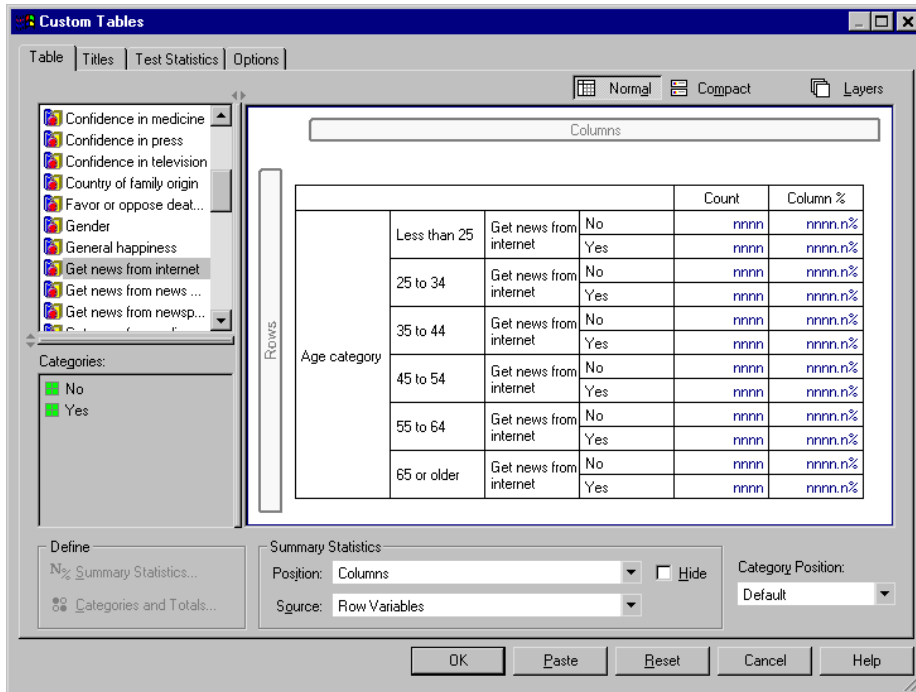 Custom Tables
Table Titles Test Statistics Options
Normal Compact Layers
Confidence in medicine
Confidence in press
Confidence in television
Country of family origin
Favor or oppose deat...
Gender
General happiness
Get news from internet
Get news from news ...
Get news from newsp...
Categories:
No
Yes
Columns
Rows
Count Column %
Age category
Less than 25 Get news from internet No nnnn nnnn.n%
Yes nnnn nnnn.n%
25 to 34 Get news from internet No nnnn nnnn.n%
Yes nnnn nnnn.n%
35 to 44 Get news from internet No nnnn nnnn.n%
Yes nnnn nnnn.n%
45 to 54 Get news from internet No nnnn nnnn.n%
Yes nnnn nnnn.n%
55 to 64 Get news from internet No nnnn nnnn.n%
Yes nnnn nnnn.n%
65 or older Get news from internet No nnnn nnnn.n%
Yes nnnn nnnn.n%
Define
N% Summary Statistics...
Categories and Totals...
Summary Statistics
Position: Columns Hide
Source: Row Variables
Category Position:
Default
OK Paste Reset Cancel Help